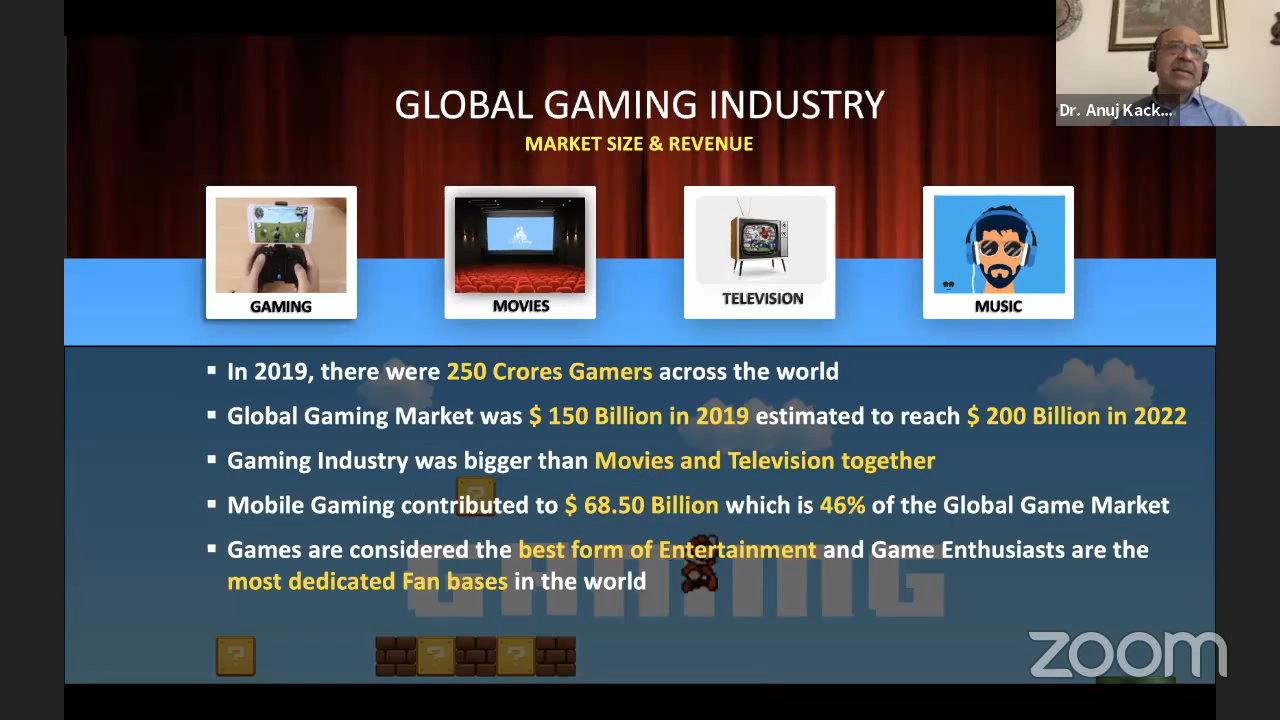 Dr. Anuj Kack...
GLOBAL GAMING INDUSTRY
MARKET SIZE & REVENUE
GAMING
MOVIES
TELEVISION
MUSIC
▪ In 2019, there were 250 Crores Gamers across the world
▪ Global Gaming Market was $ 150 Billion in 2019 estimated to reach $ 200 Billion in 2022
▪ Gaming Industry was bigger than Movies and Television together
▪ Mobile Gaming contributed to $ 68.50 Billion which is 46% of the Global Game Market
▪ Games are considered the best form of Entertainment and Game Enthusiasts are the
most dedicated Fan bases in the world
GAMING
? ? ? ?
zoom